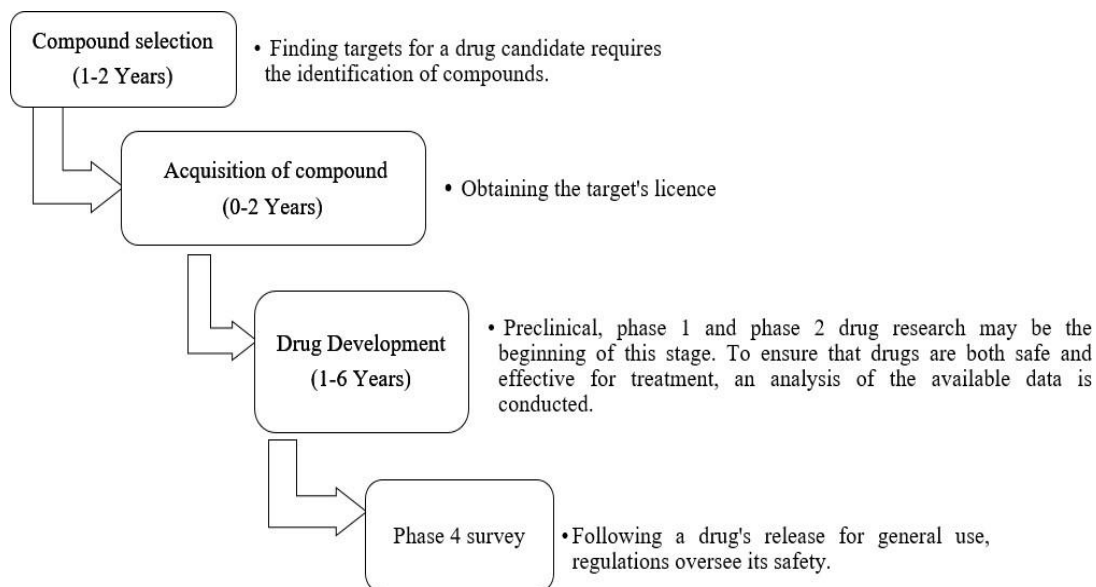 Compound selection
(1-2 Years)
• Finding targets for a drug candidate requires
the identification of compounds.
Acquisition of compound
(0-2 Years)
• Obtaining the target's licence
Drug Development
(1-6 Years)
• Preclinical, phase 1 and phase 2 drug research may be the
beginning of this stage. To ensure that drugs are both safe and
effective for treatment, an analysis of the available data is
conducted.
Phase 4 survey
•Following a drug's release for general use,
regulations oversee its safety.